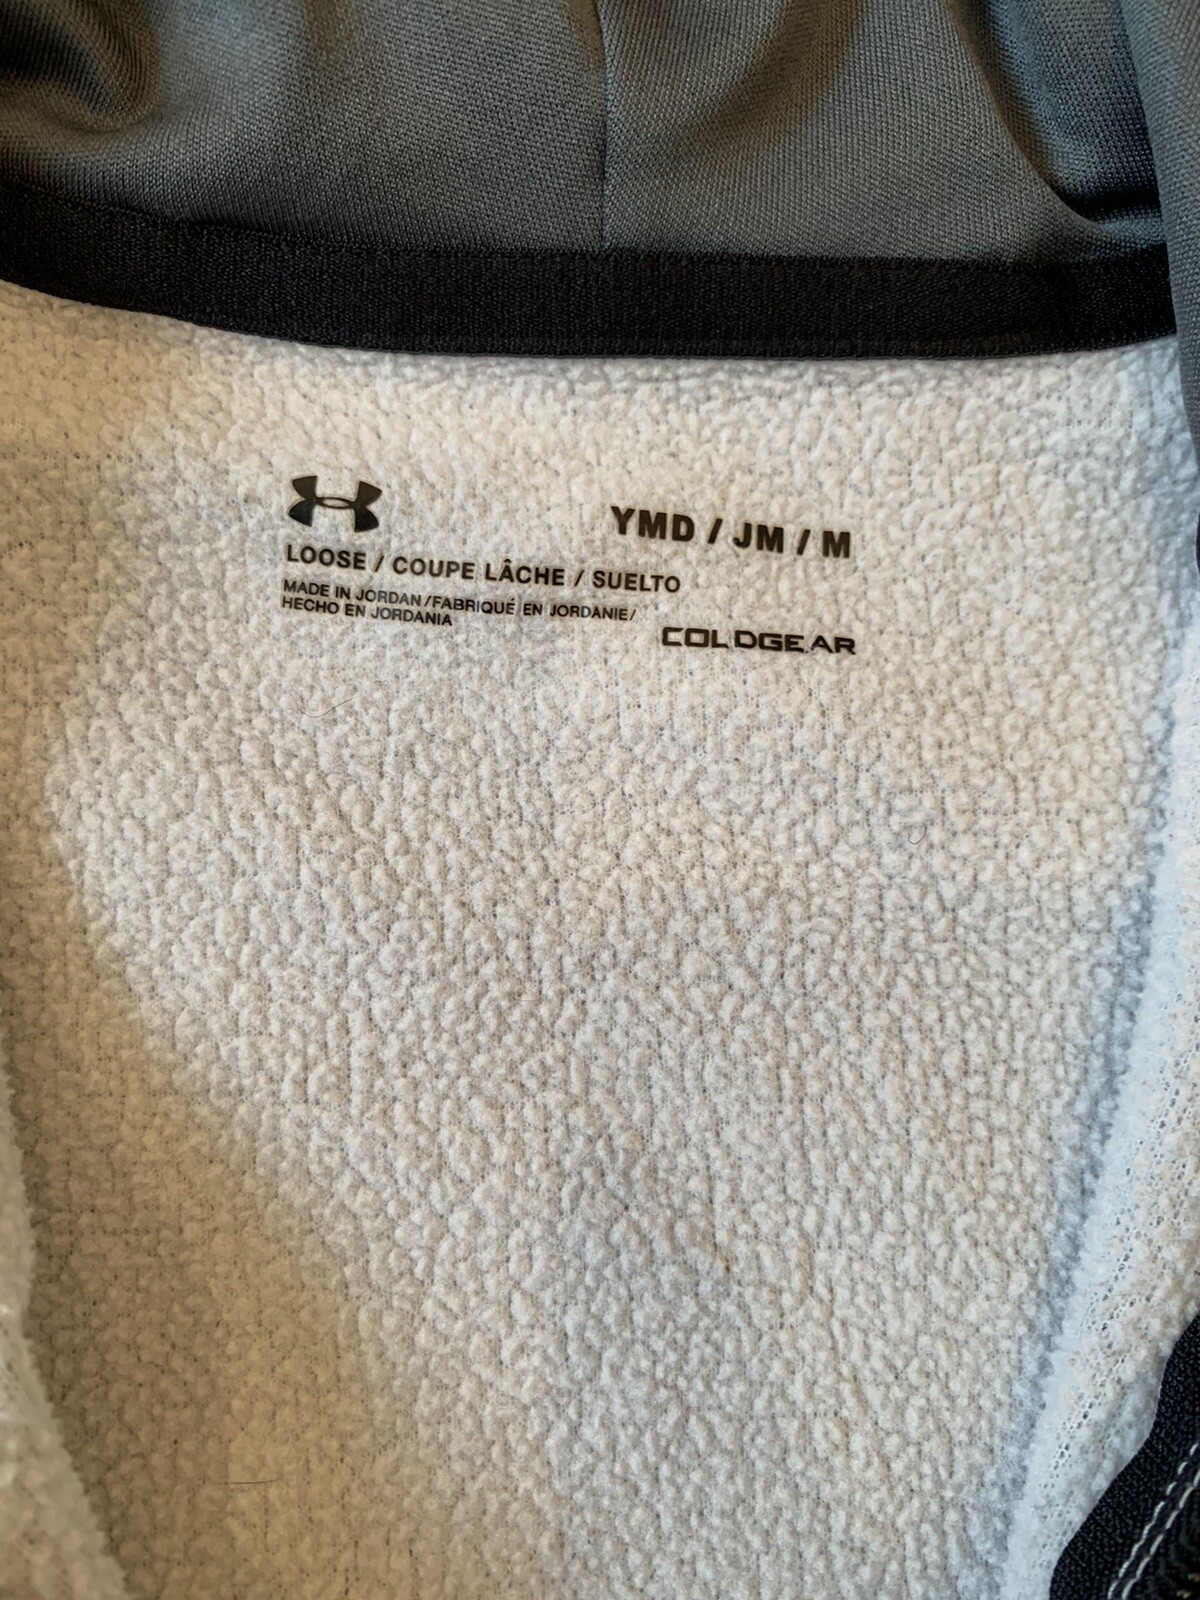 YMD / JM / M
LOOSE / COUPE LÂCHE / SUELTO
MADE IN JORDAN /FABRIQUÉ EN JORDANIE/
HECHO EN JORDANIA
COLDGEAR